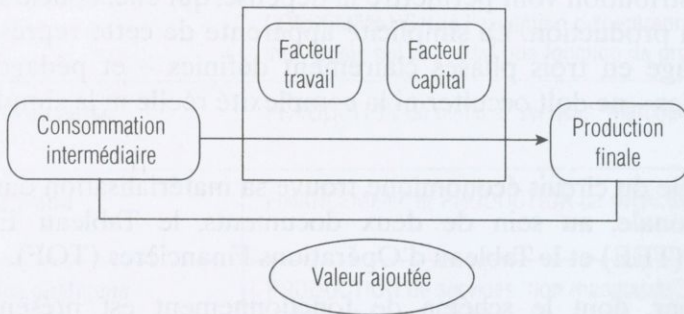 Facteur
travail
Facteur
capital
Consommation
intermédiaire
Production
finale
Valeur ajoutée